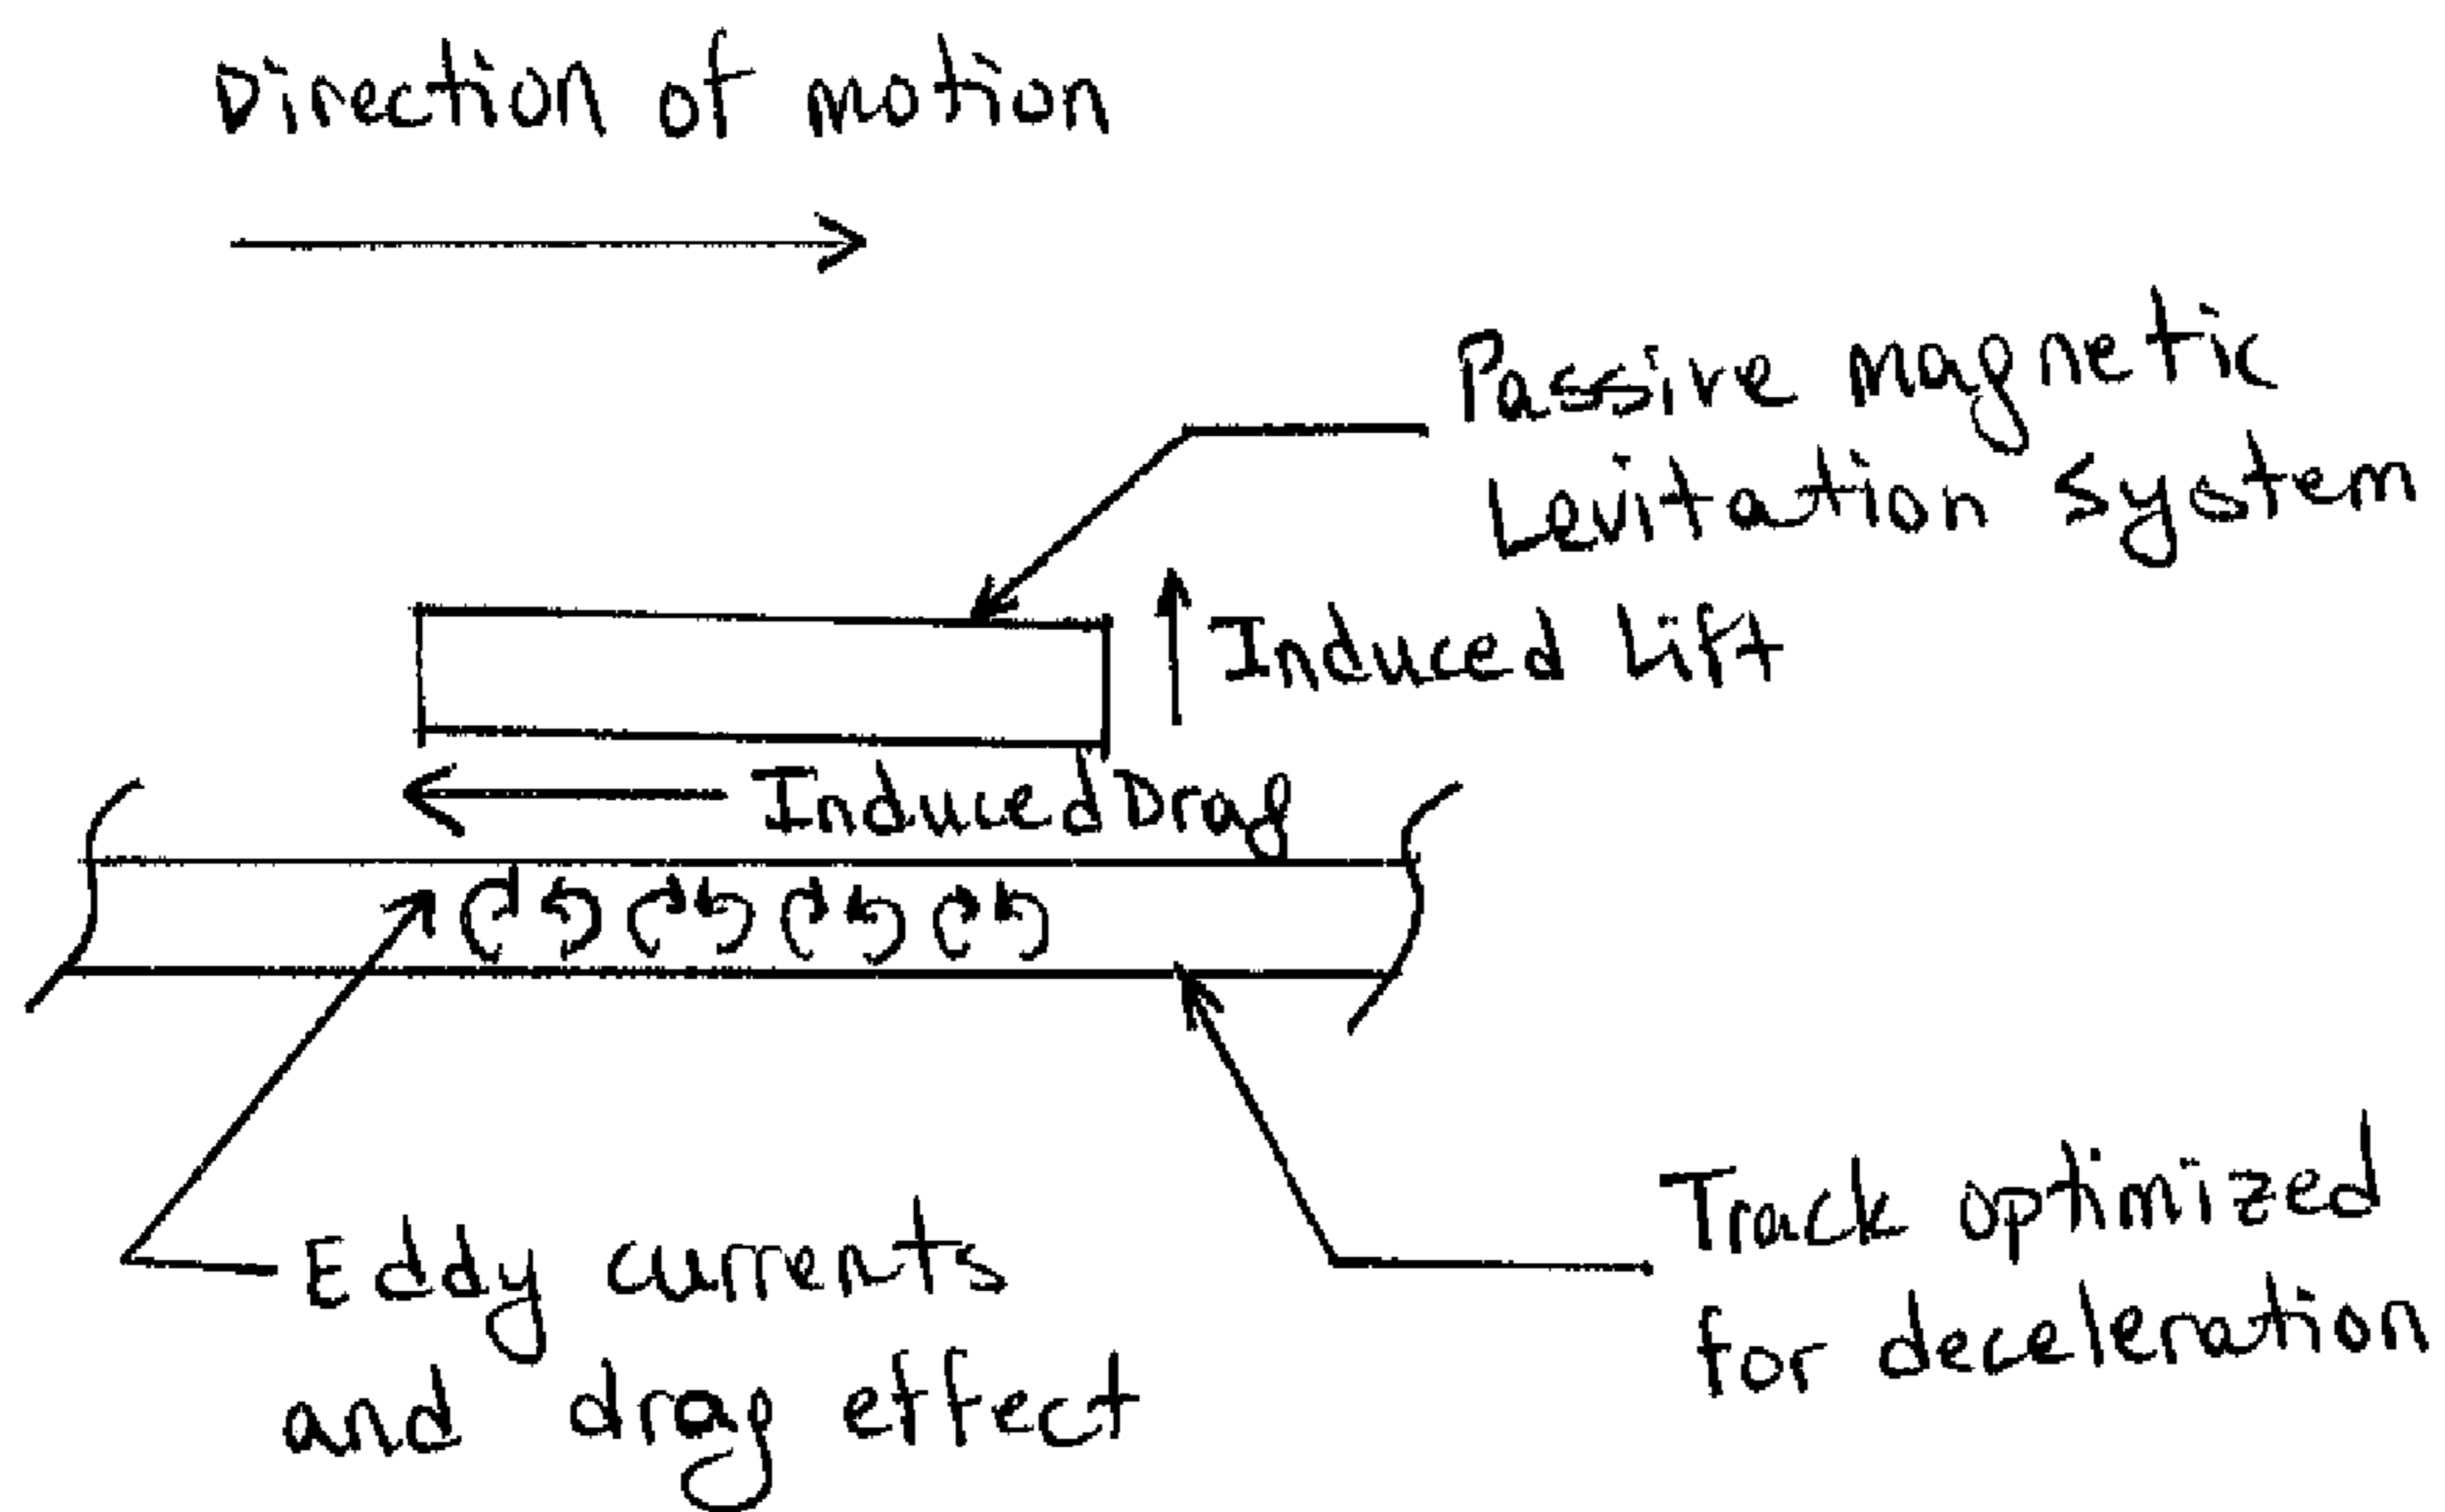 Direction of motion
Passive Magnetic
Levitation System
Induced Lift
Induced Drag
Eddy currents
and drag effect
Track optimized
for deceleration